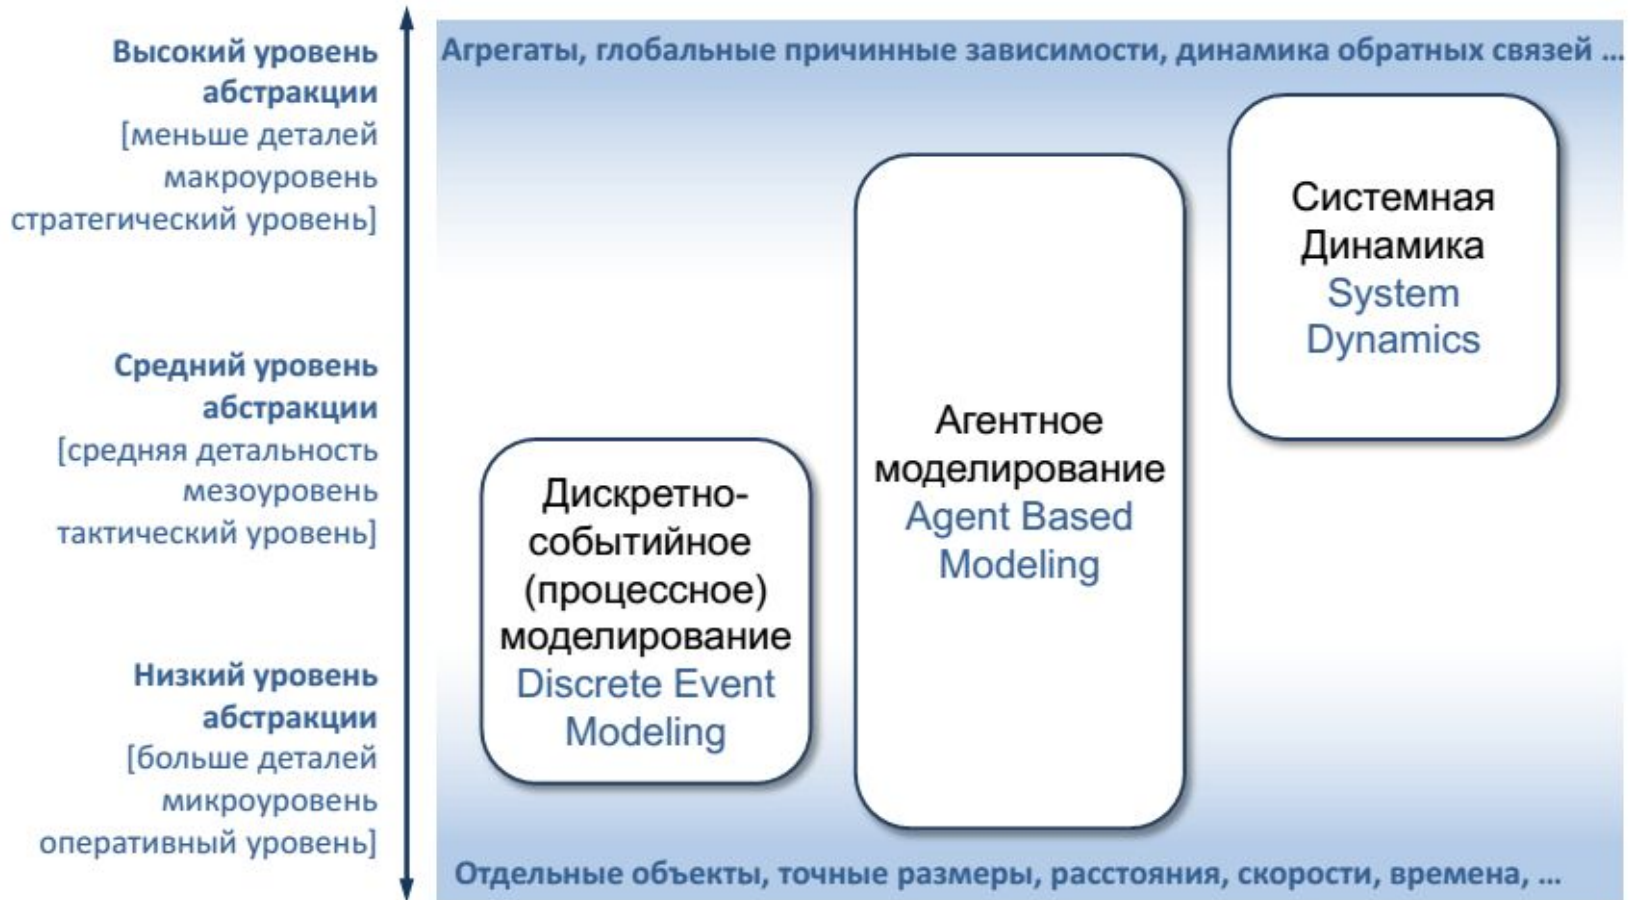 Высокий уровень
абстракции
[меньше деталей
макроуровень
стратегический уровень]
Средний уровень
абстракции
[средняя детальность
мезоуровень
тактический уровень]
Низкий уровень
абстракции
[больше деталей
микроуровень
оперативный уровень]
Агрегаты, глобальные причинные зависимости, динамика обратных связей ...
Дискретно-
событийное
(процессное)
моделирование
Discrete Event
Modeling
Агентное
моделирование
Agent Based
Modeling
Системная
Динамика
System
Dynamics
Отдельные объекты, точные размеры, расстояния, скорости, времена, ...